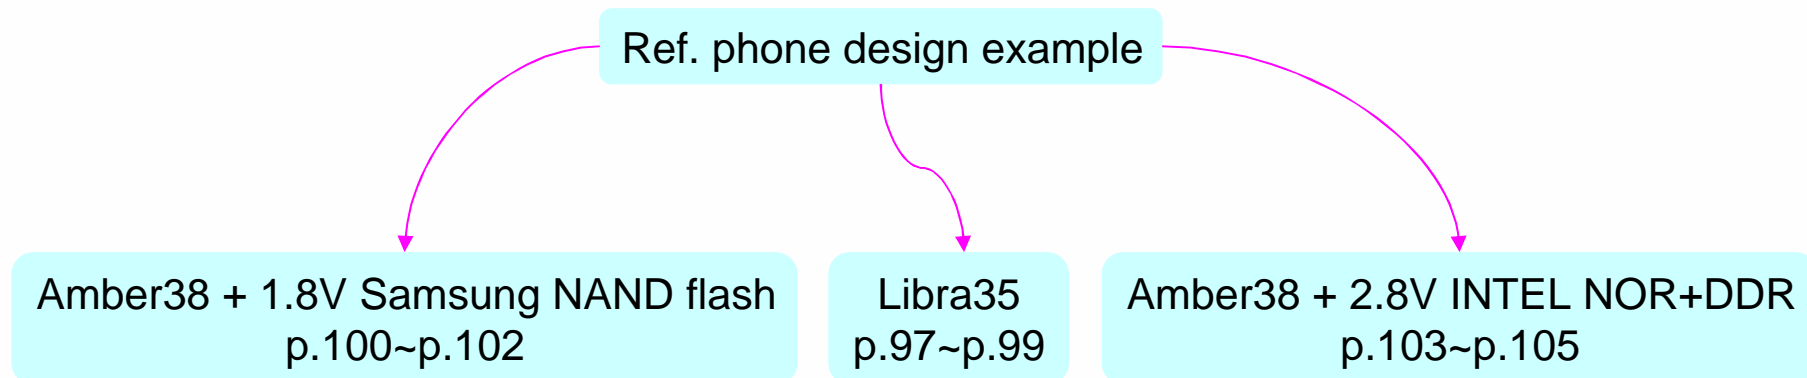 Ref. phone design example
Amber38 + 1.8V Samsung NAND flash
p.100~p.102
Libra35
p.97~p.99
Amber38 + 2.8V INTEL NOR+DDR
p.103~p.105